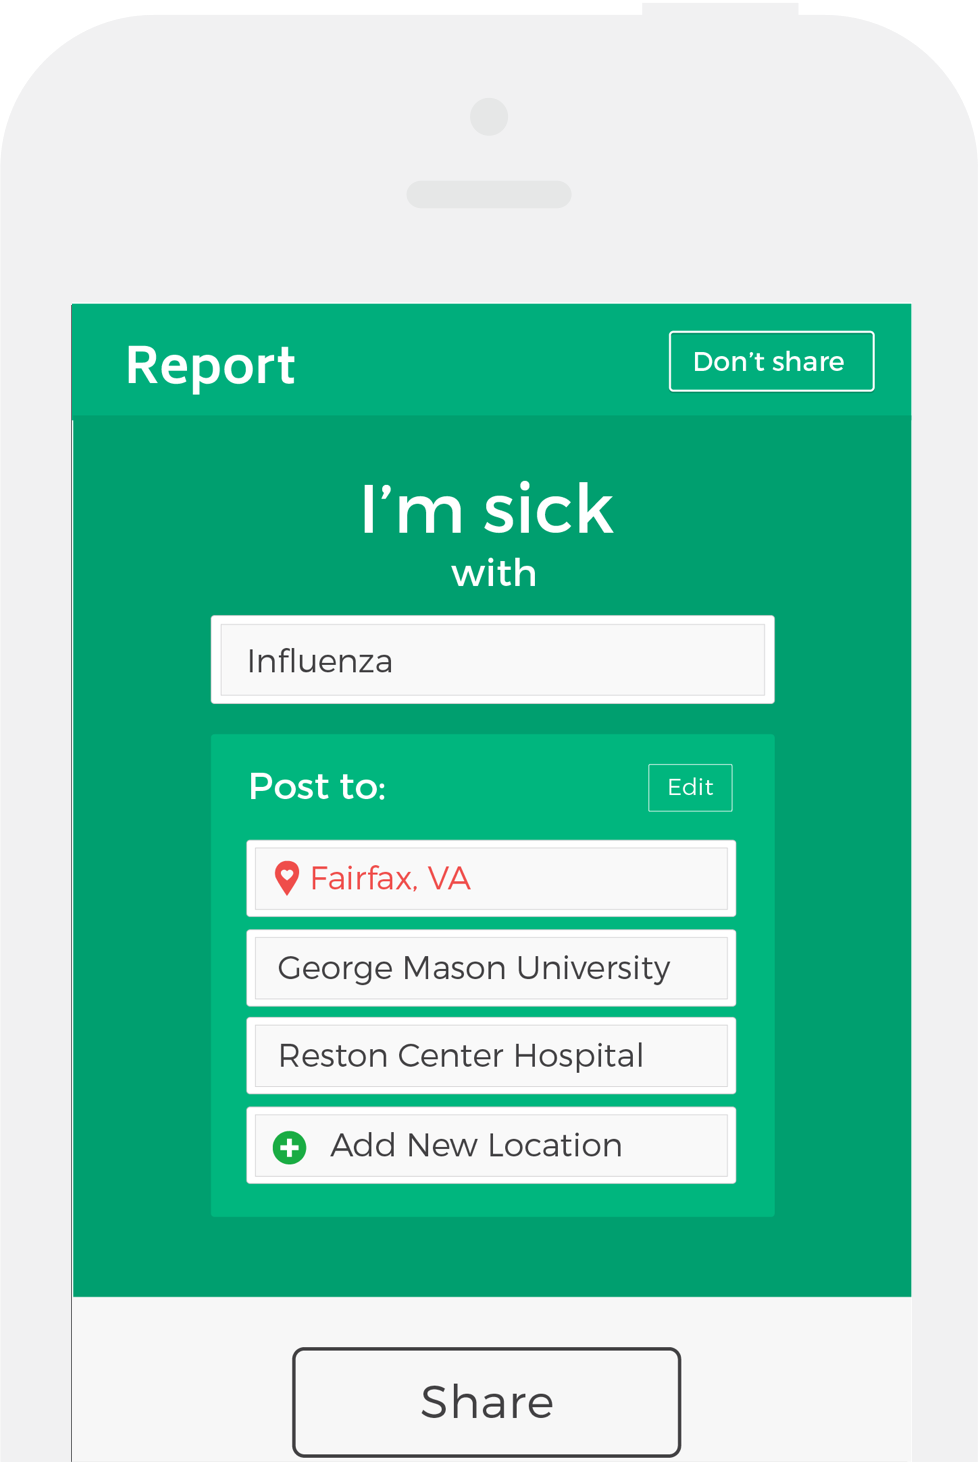 Report
Don’t share
I’m sick
with
Influenza
Post to:
Edit
Fairfax, VA
George Mason University
Reston Center Hospital
Add New Location
Share